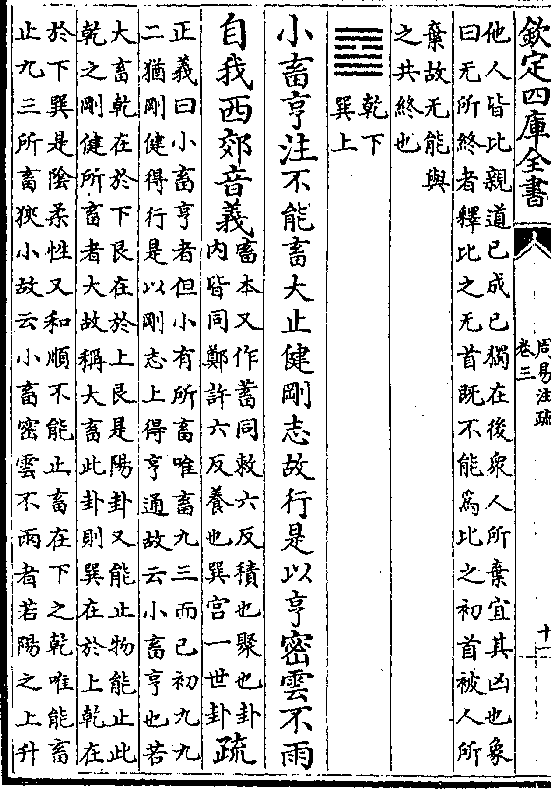 欽定四庫全書
周易注疏
卷三
十一
他人皆比親道已成已獨在後衆人所棄宜其凶也象
曰无所終者釋比之无首既不能爲比之初首被人所
棄故无能與
之共終也
乾下
巽上
小畜亨注不能畜大止健剛志故行是以亨密雲不雨
自我西郊音義畜本又作蓄同敕六反積也聚也卦
内皆同鄭許六反養也巽宫一世卦疏
正義曰小畜亨者但小有所畜唯畜九三而已初九九
二猶剛健得行是以剛志上得亨通故云小畜亨也若
大畜乾在於下艮在於上艮是陽卦又能止物能止此
乾之剛健所畜者大故稱大畜此卦則巽在於上乾在
於下巽是陰柔性又和順不能止畜在下之乾唯能畜
止九三所畜狹小故云小畜密雲不雨者若陽之上升